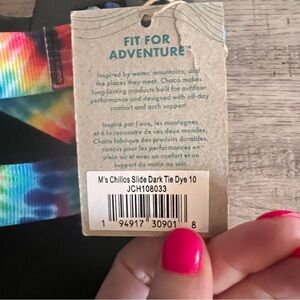 FIT FOR
ADVENTURE™
Inspired by water, mountains, and
the places they meet, Chaco makes
long-lasting products built for outdoor
performance and designed with all-day
comfort and arch support.
Inspiré par l'eau, les montagnes
et à la rencontre de ces deux mondes,
Chaco fabrique des produits durables,
conçus pour les performances en
plein air et avec un confort et un
support du matin au soir.
M's Chillos Slide Dark Tie Dye 10
JCH108033
1 94917 30901 8